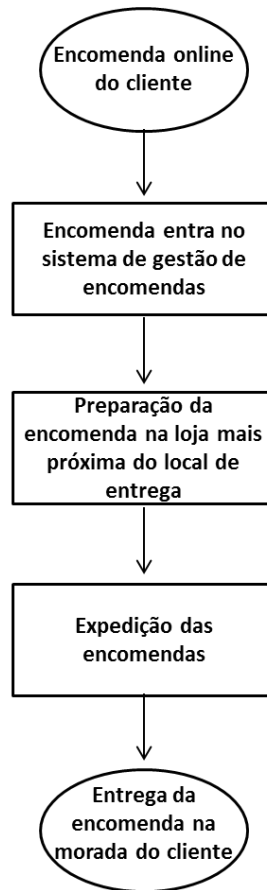 Encomenda online
do cliente
Encomenda entra no
sistema de gestão de
encomendas
Preparação da
encomenda na loja mais
próxima do local de
entrega
Expedição das
encomendas
Entrega da
encomenda na
morada do cliente